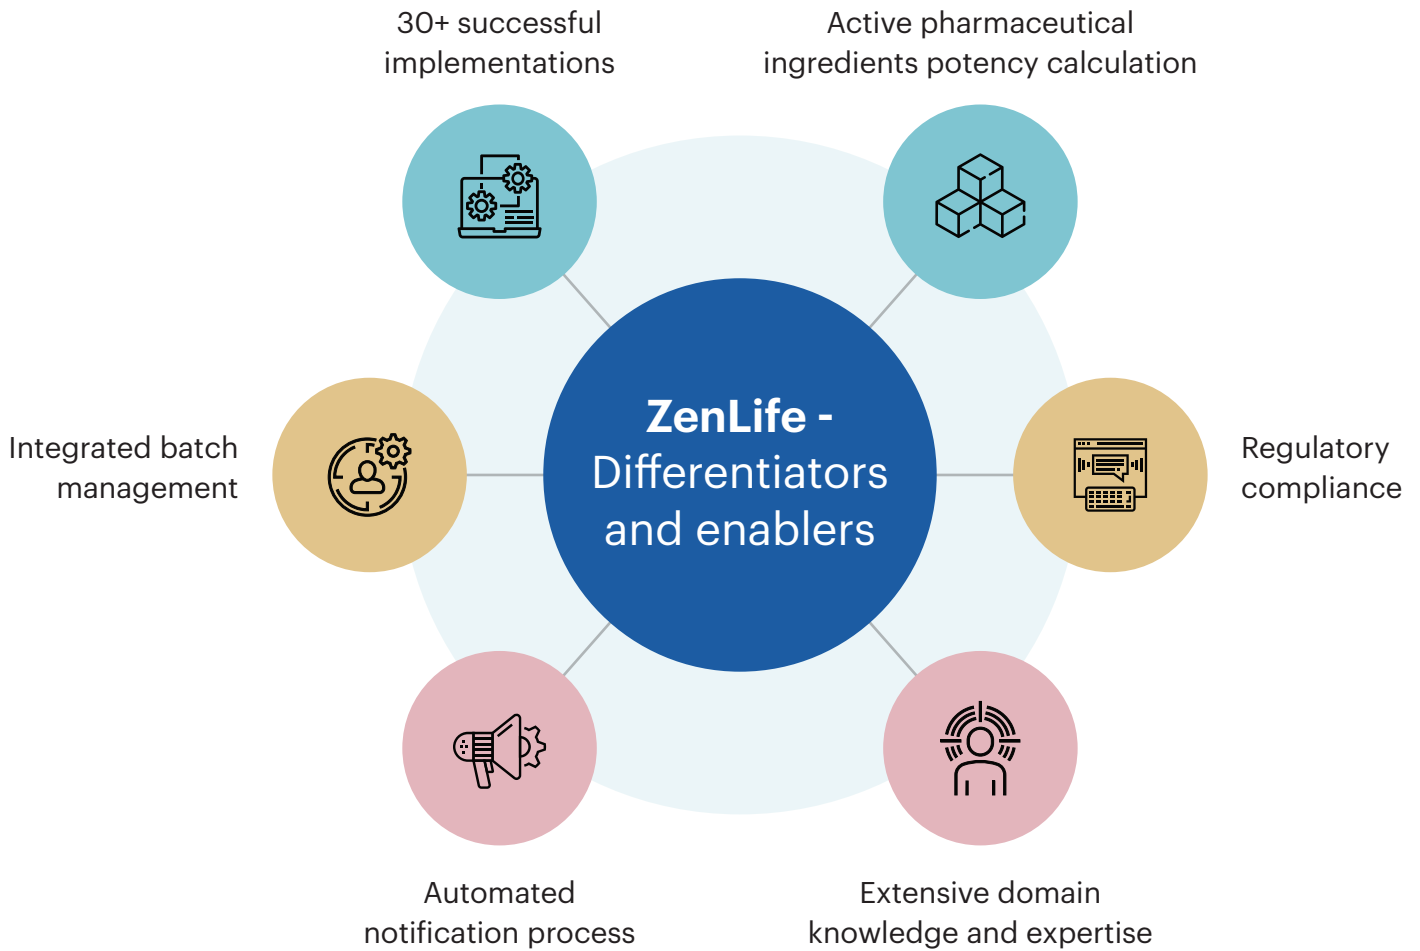 30+ successful
implementations
Active pharmaceutical
ingredients potency calculation
Integrated batch
management
ZenLife -
Differentiators
and enablers
Regulatory
compliance
Automated
notification process
Extensive domain
knowledge and expertise